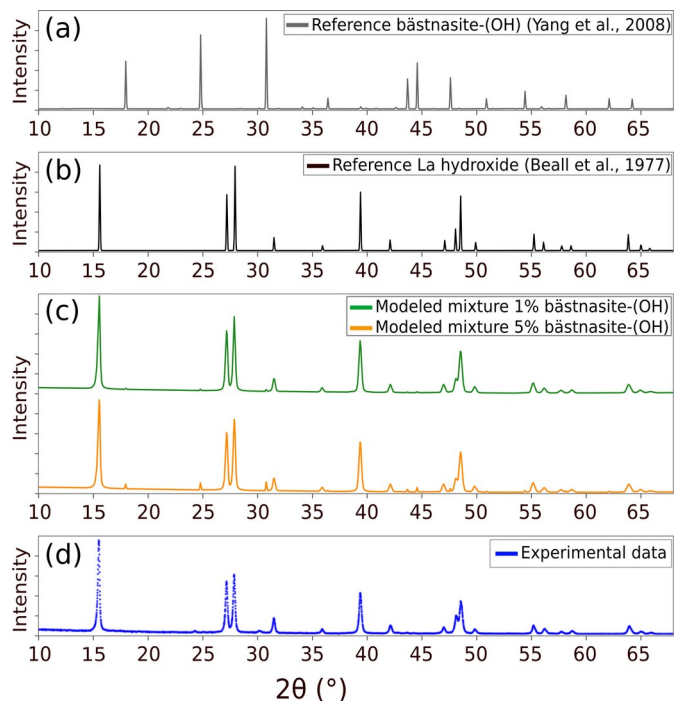 (a)
Reference bästnasite-(OH) (Yang et al., 2008)
Intensity
10 15 20 25 30 35 40 45 50 55 60 65
(b)
Reference La hydroxide (Beall et al., 1977)
Intensity
10 15 20 25 30 35 40 45 50 55 60 65
(c)
Modeled mixture 1% bästnasite-(OH)
Modeled mixture 5% bästnasite-(OH)
Intensity
10 15 20 25 30 35 40 45 50 55 60 65
(d)
Experimental data
Intensity
10 15 20 25 30 35 40 45 50 55 60 65
2θ (°)